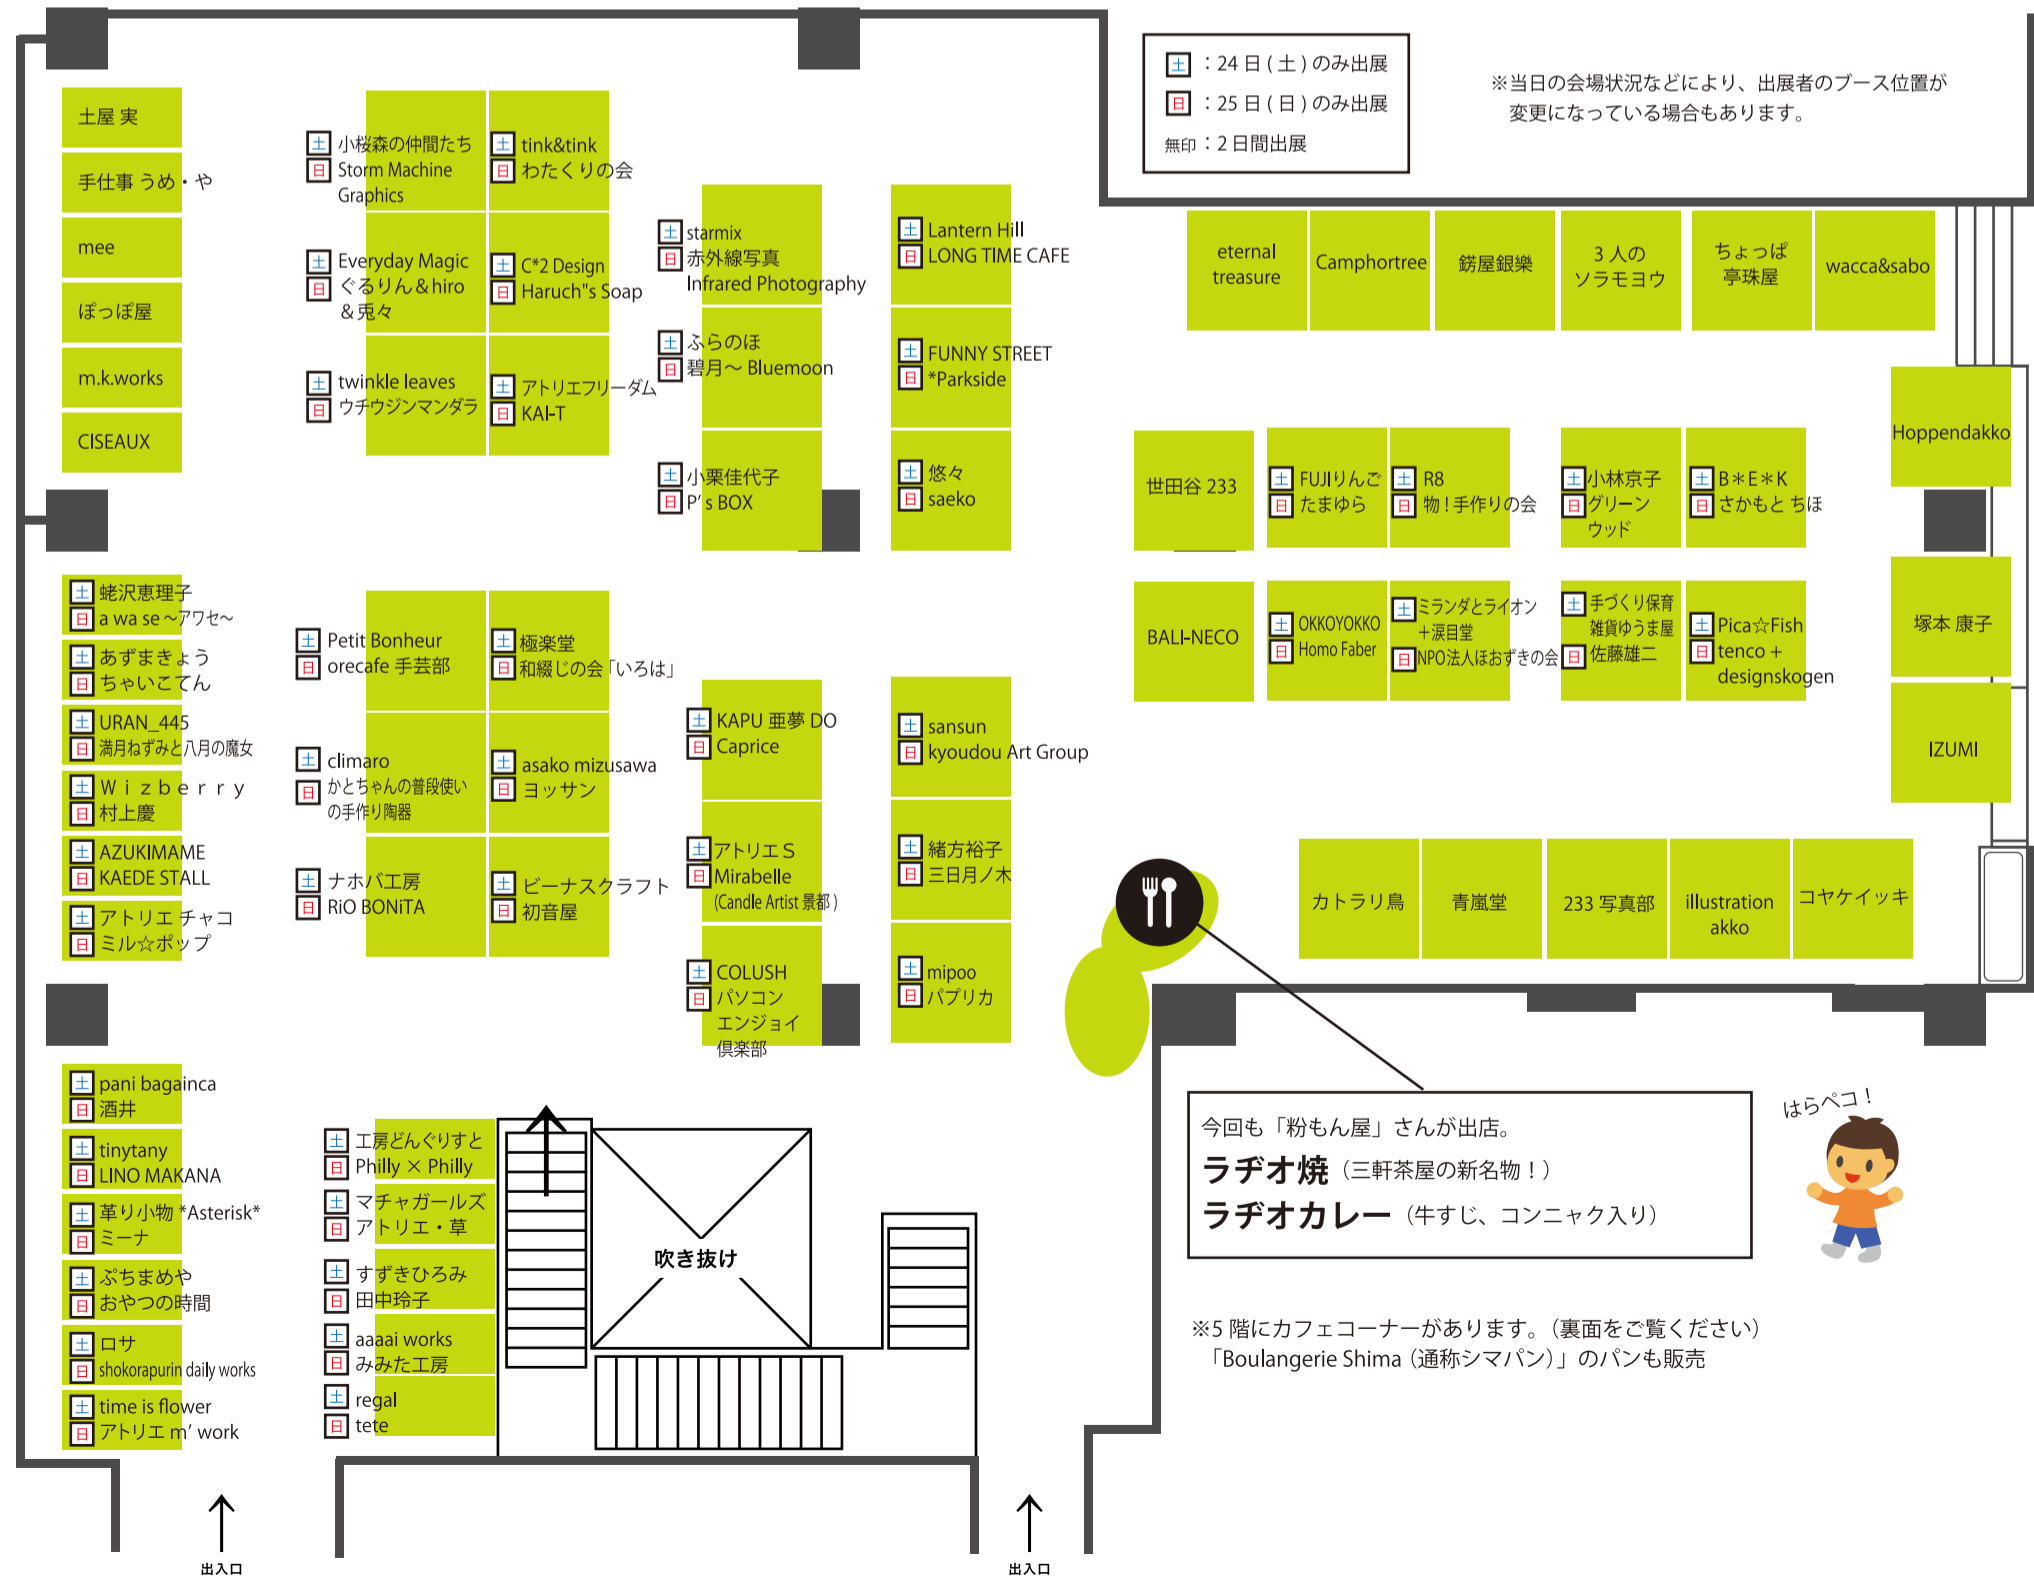 土：24 日 ( 土 ) のみ出展
日：25 日 ( 日 ) のみ出展
無印：2 日間出展
※当日の会場状況などにより、出展者のブース位置が
変更になっている場合もあります。
土屋 実
手仕事 うめ・や
mee
ぽっぽ屋
m.k.works
CISEAUX
土 小桜森の仲間たち
日 Storm Machine
Graphics
土 tink&tink
日 わたくりの会
土 Everyday Magic
日 ぐるりん＆hiro
＆兎々
土 C*2 Design
日 Haruch"s Soap
土 twinkle leaves
日 ウチウジンマンダラ
土 アトリエフリーダム
日 KAI-T
土 starmix
日 赤外線写真
Infrared Photography
土 ふらのほ
日 碧月～ Bluemoon
土 小栗佳代子
日 P' s BOX
土 Lantern Hill
日 LONG TIME CAFE
土 FUNNY STREET
日 *Parkside
土 悠々
日 saeko
eternal
treasure
Camphortree
錺屋銀樂
3 人の
ソラモヨウ
ちょっぱ
亭珠屋
wacca&sabo
Hoppendakko
塚本 康子
IZUMI
世田谷 233
土 FUJIりんご
日 たまゆら
土 R8
日 物！手作りの会
土 小林京子
日 グリーン
ウッド
土 B＊E＊K
日 さかもと ちほ
BALI-NECO
土 OKKOYOKKO
日 Homo Faber
土 ミランダとライオン
＋涙目堂
日 NPO法人ほおずきの会
土 手づくり保育
雑貨ゆうま屋
日 佐藤雄二
土 Pica☆Fish
日 tenco +
designskogen
土 蛯沢恵理子
日 a wa se～アワセ～
土 あずまきょう
日 ちゃいこてん
土 URAN_445
日 満月ねずみと八月の魔女
土 Ｗｉｚｂｅｒｒｙ
日 村上慶
土 AZUKIMAME
日 KAEDE STALL
土 アトリエ チャコ
日 ミル☆ポップ
土 Petit Bonheur
日 orecafe 手芸部
土 極楽堂
日 和綴じの会「いろは」
土 climaro
日 かとちゃんの普段使い
の手作り陶器
土 asako mizusawa
日 ヨッサン
土 ナホバ工房
日 RiO BONiTA
土 ビーナスクラフト
日 初音屋
土 KAPU 亜夢 DO
日 Caprice
土 アトリエ S
日 Mirabelle
(Candle Artist 景都 )
土 COLUSH
日 パソコン
エンジョイ
倶楽部
土 sansun
日 kyoudou Art Group
土 緒方裕子
日 三日月ノ木
土 mipoo
日 パプリカ
カトラリ鳥
青嵐堂
233 写真部
illustration
akko
コヤケイッキ
土 pani bagainca
日 酒井
土 tinytany
日 LINO MAKANA
土 革り小物 *Asterisk*
日 ミーナ
土 ぷちまめや
日 おやつの時間
土 ロサ
日 shokorapurin daily works
土 time is flower
日 アトリエ m' work
土 工房どんぐりすと
日 Philly × Philly
土 マチャガールズ
日 アトリエ・草
土 すずきひろみ
日 田中玲子
土 aaaai works
日 みみた工房
土 regal
日 tete
吹き抜け
今回も「粉もん屋」さんが出店。
ラヂオ焼（三軒茶屋の新名物！）
ラヂオカレー（牛すじ、コンニャク入り）
はらペコ！
※5 階にカフェコーナーがあります。（裏面をご覧ください）
「Boulangerie Shima（通称シマパン）」のパンも販売
出入口
出入口